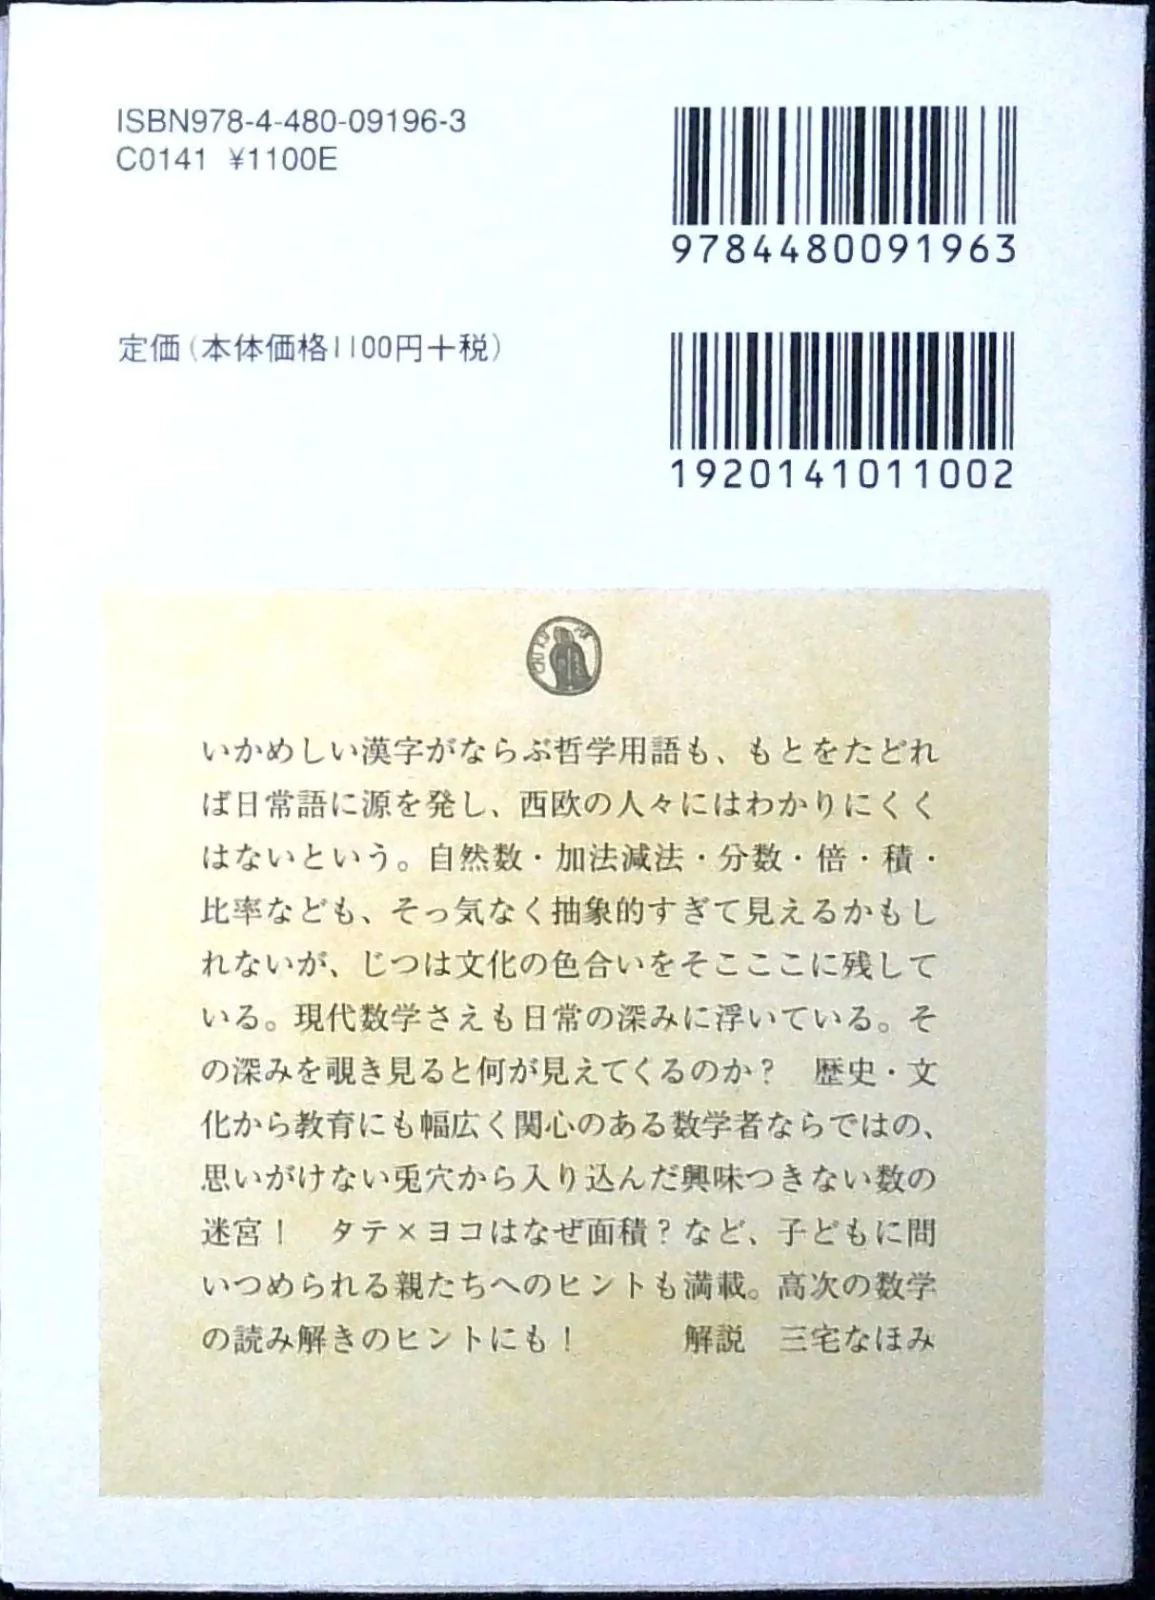 ISBN978-4-480-09196-3
C0141 ¥1100E
9784480091963
定価(本体価格1100円+税)
1920141011002
いかめしい漢字がならぶ哲学用語も、もとをたどれ
ば日常語に源を発し、西欧の人々にはわかりにくく
はないという。自然数・加法減法・分数・倍・積・
比率なども、そっ気なく抽象的すぎて見えるかもし
れないが、じつは文化の色合いをそこここに残して
いる。現代数学さえも日常の深みに浮いている。そ
の深みを覗き見ると何が見えてくるのか? 歴史・文
化から教育にも幅広く関心のある数学者ならではの、
思いがけない兎穴から入り込んだ興味つきない数の
迷宮! タテ×ヨコはなぜ面積?など、子どもに問
いつめられる親たちへのヒントも満載。高次の数学
の読み解きのヒントにも! 解説 三宅なほみ